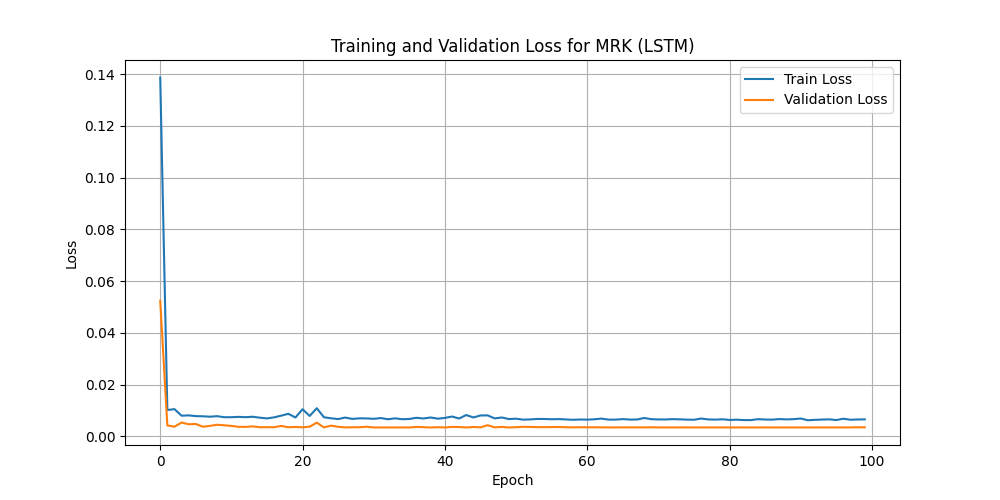 Training and Validation Loss for MRK (LSTM)
Train Loss
Validation Loss
Loss
0.14
0.12
0.10
0.08
0.06
0.04
0.02
0.00
0 20 40 60 80 100
Epoch